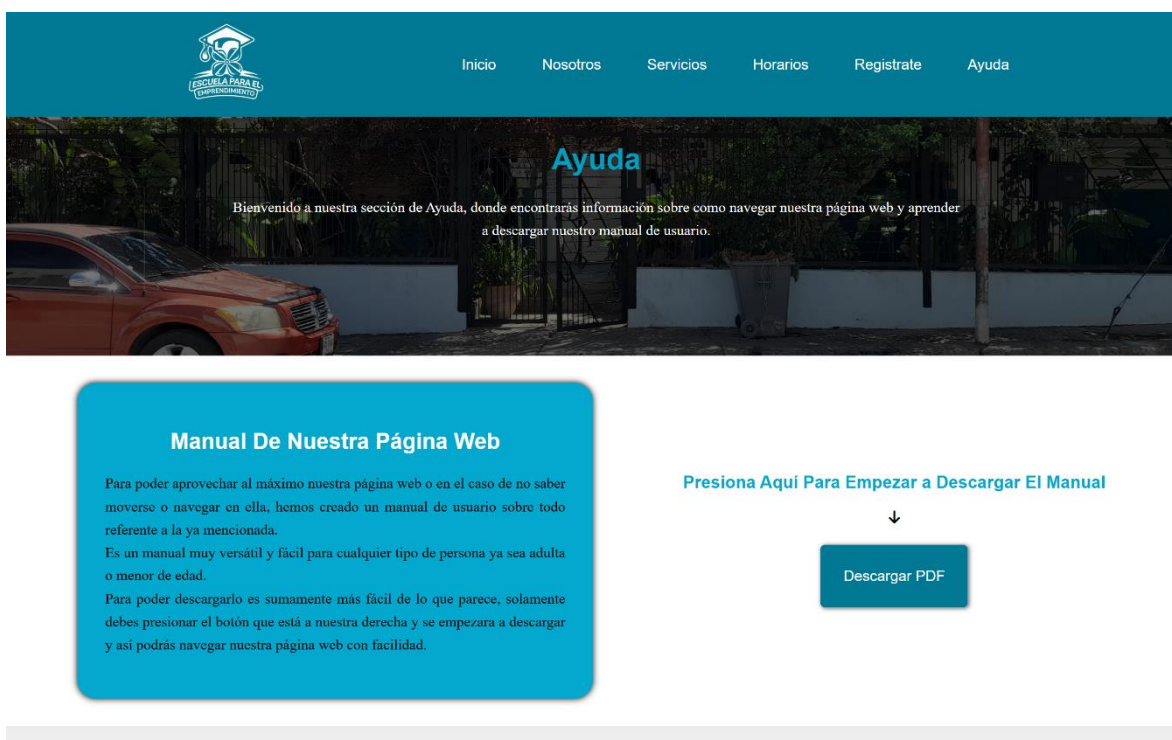 ESCUELA PARA EL
EMPRENDIMIENTO
Inicio Nosotros Servicios Horarios Registrate Ayuda
Ayuda
Bienvenido a nuestra sección de Ayuda, donde encontrarás información sobre como navegar nuestra página web y aprender
a descargar nuestro manual de usuario.
Manual De Nuestra Página Web
Para poder aprovechar al máximo nuestra página web o en el caso de no saber
moverse o navegar en ella, hemos creado un manual de usuario sobre todo
referente a la ya mencionada.
Es un manual muy versátil y fácil para cualquier tipo de persona ya sea adulta
o menor de edad.
Para poder descargarlo es sumamente más fácil de lo que parece, solamente
debes presionar el botón que está a nuestra derecha y se empezara a descargar
y así podrás navegar nuestra página web con facilidad.
Presiona Aquí Para Empezar a Descargar El Manual
Descargar PDF